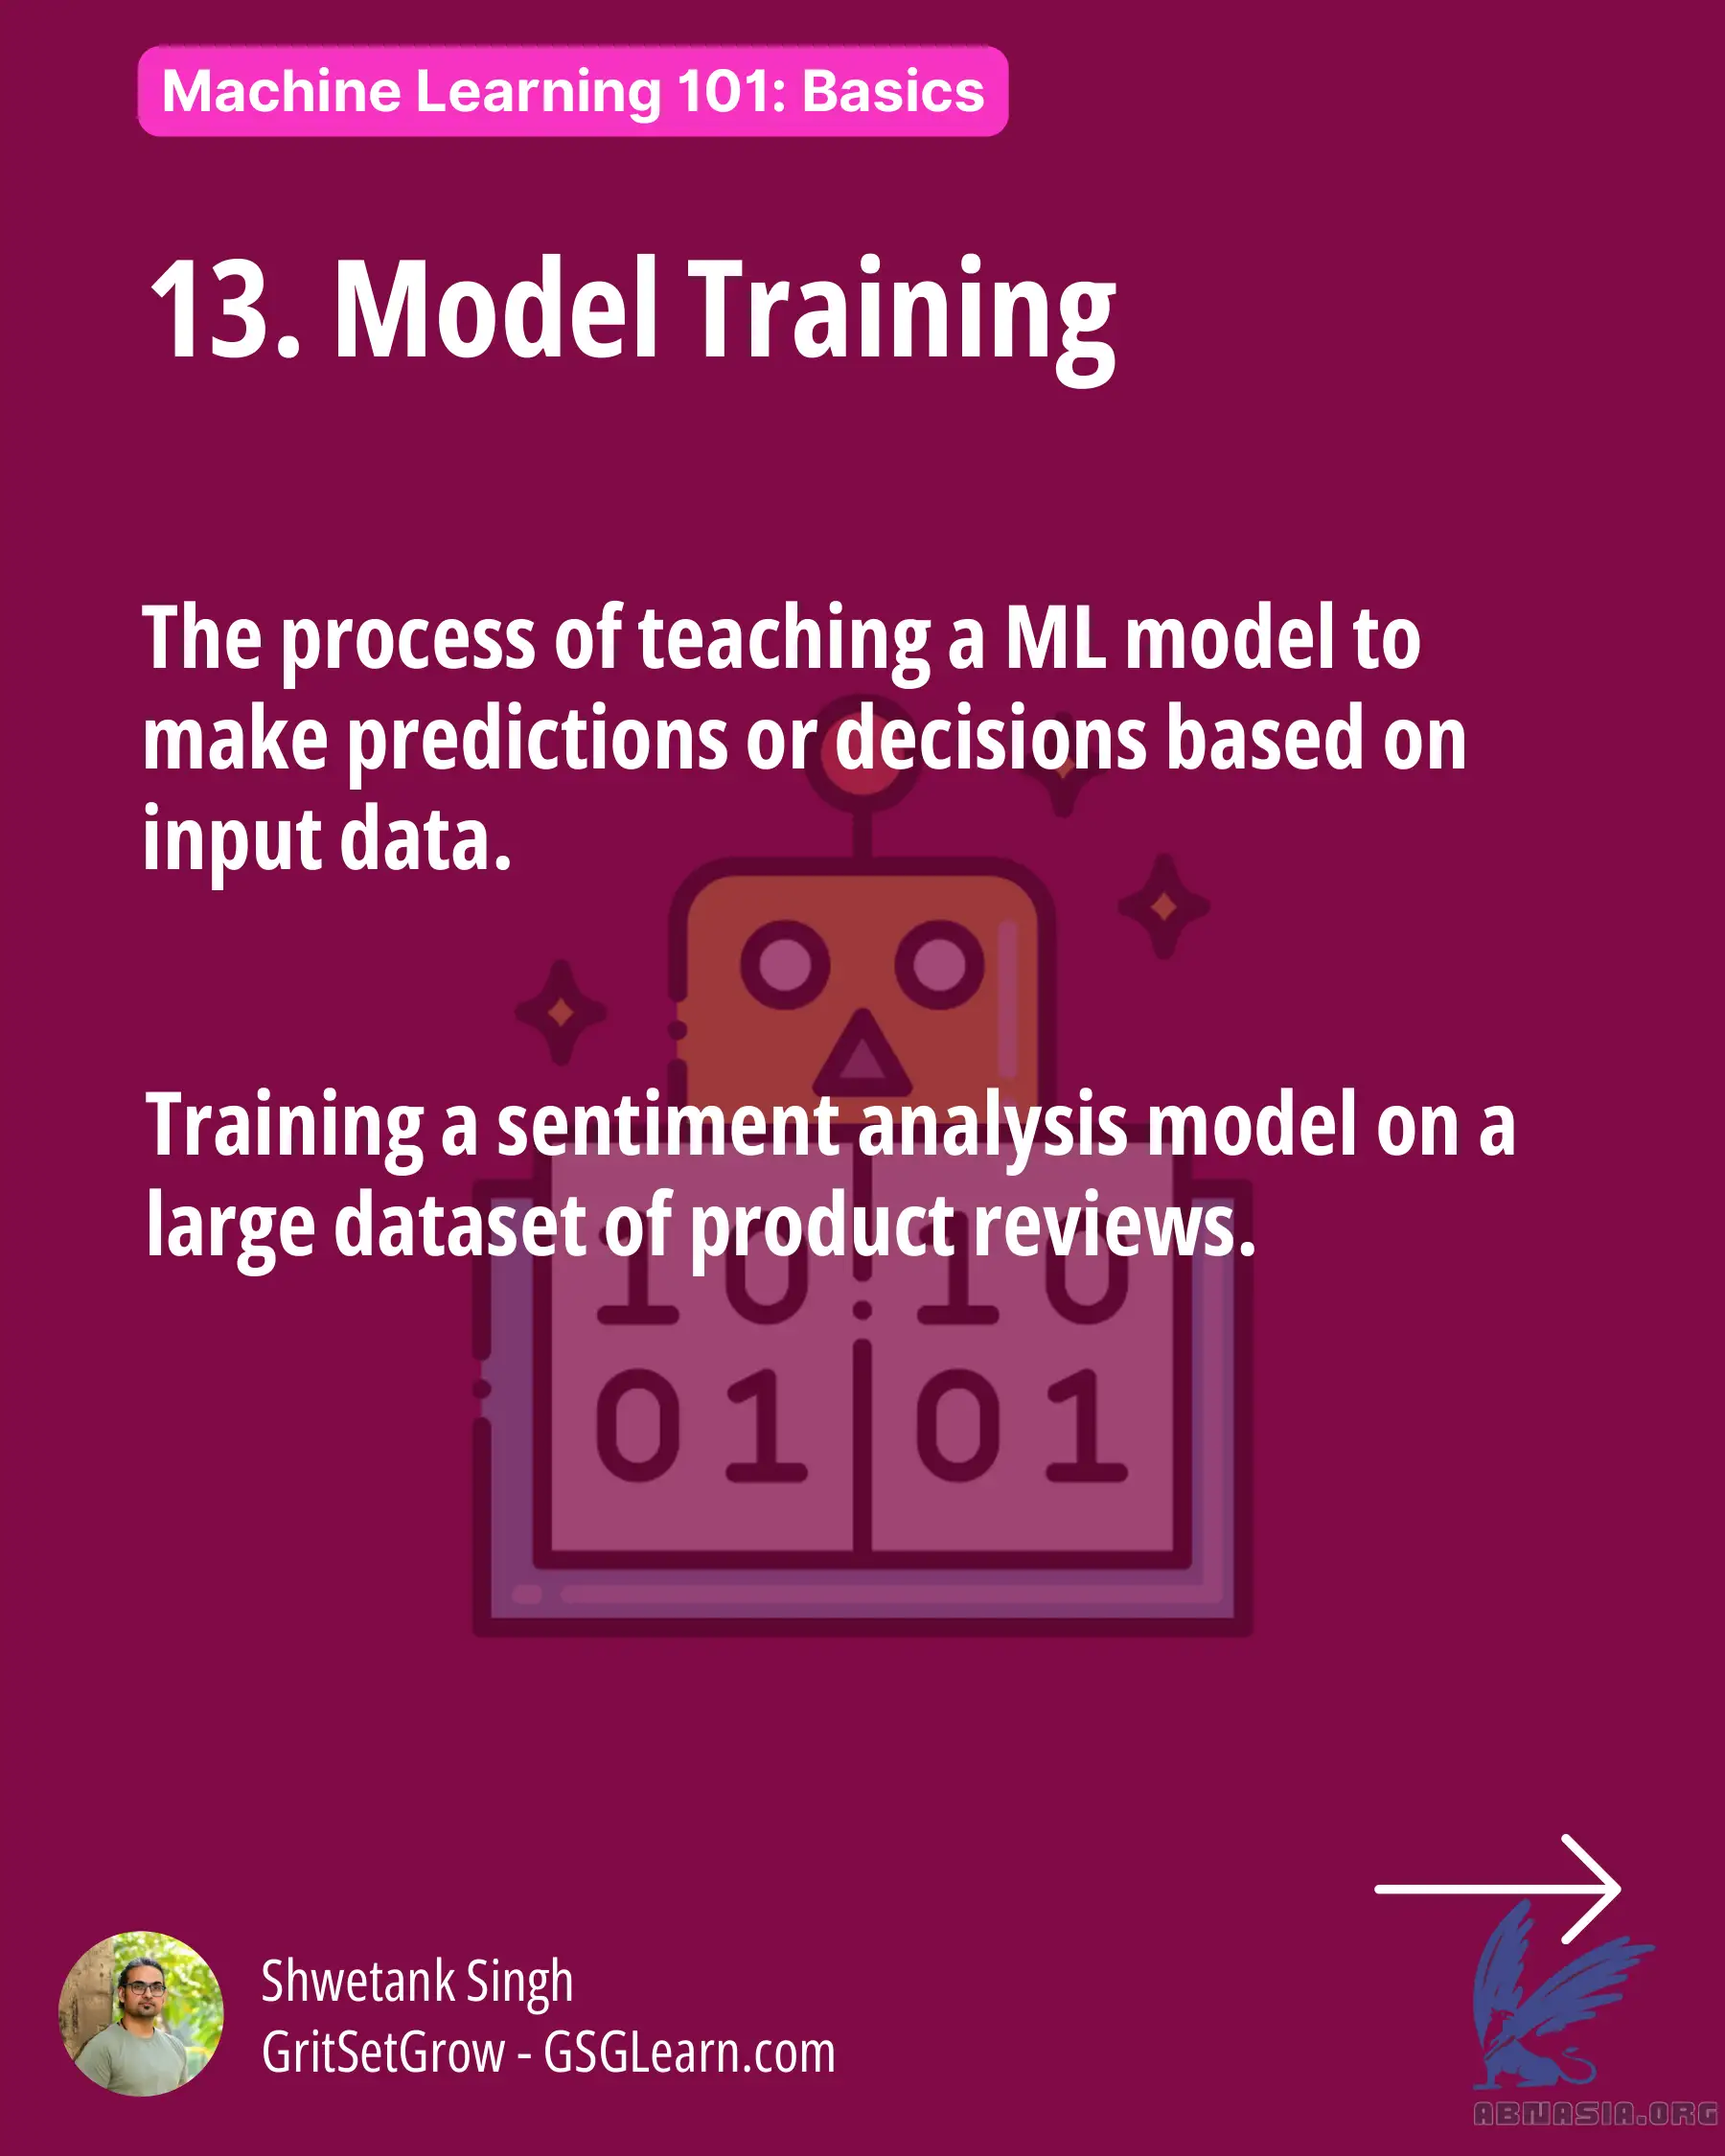 Machine Learning 101: Basics
13. Model Training
The process of teaching a ML model to
make predictions or decisions based on
input data.
Training a sentiment analysis model on a
large dataset of product reviews.
10 10
01 01
Shwetank Singh
GritSetGrow - GSGLearn.com
ABNASIA.ORG